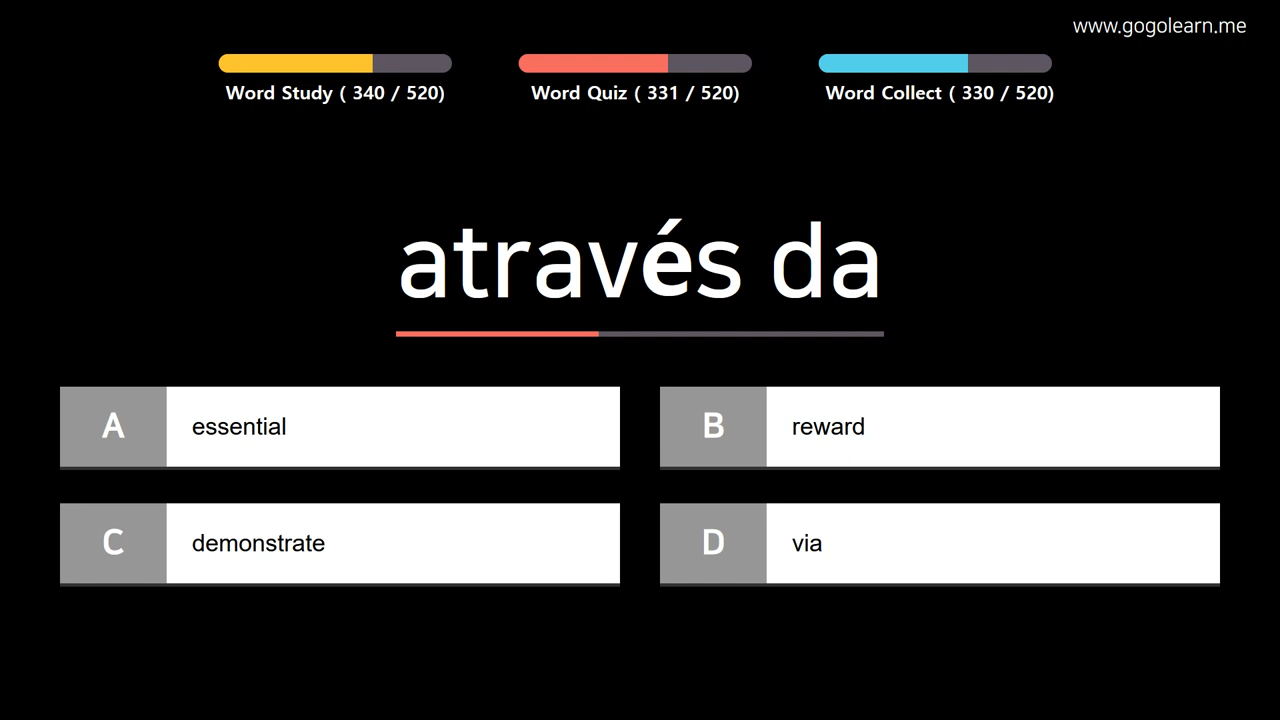 www.gogolearn.me
Word Study ( 340 / 520)
Word Quiz ( 331 / 520)
Word Collect ( 330 / 520)
através da
A essential
B reward
C demonstrate
D via